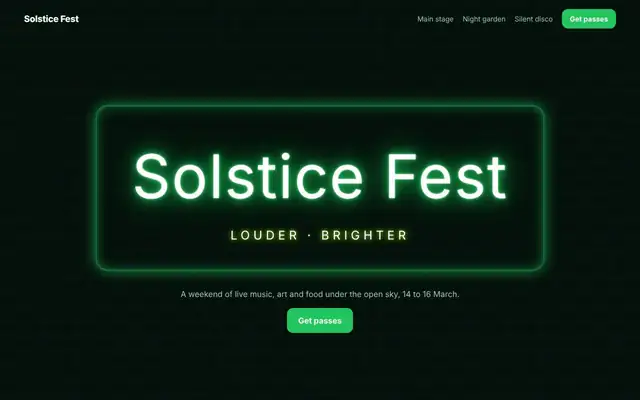 Solstice Fest
Main stage
Night garden
Silent disco
Get passes
Solstice Fest
LOUDER · BRIGHTER
A weekend of live music, art and food under the open sky, 14 to 16 March.
Get passes